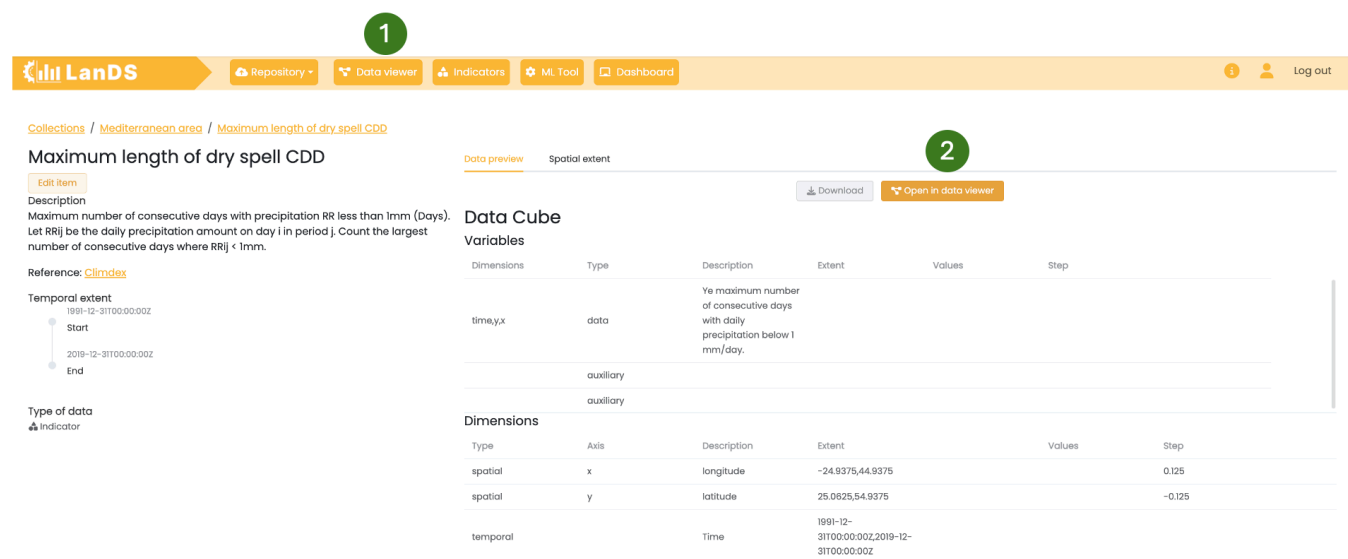 1
LanDS
Repository
Data viewer
Indicators
ML Tool
Dashboard
i
Log out
Collections / Mediterranean area / Maximum length of dry spell CDD
Maximum length of dry spell CDD
Edit item
Description
Maximum number of consecutive days with precipitation RR less than 1mm (Days).
Let RRij be the daily precipitation amount on day i in period j. Count the largest
number of consecutive days where RRij < 1mm.
Reference: Climdex
Temporal extent
1991-12-31T00:00:00Z
Start
2019-12-31T00:00:00Z
End
Type of data
Indicator
2
Data preview Spatial extent
Download Open in data viewer
Data Cube
Variables
Dimensions Type Description Extent Values Step
Ye maximum number
of consecutive days
time,y,x data with daily
precipitation below 1
mm/day.
auxiliary
auxiliary
Dimensions
Type Axis Description Extent Values Step
spatial x longitude -24.9375,44.9375 0.125
spatial y latitude 25.0625,54.9375 -0.125
1991-12-
temporal Time 31T00:00:00Z,2019-12-
31T00:00:00Z